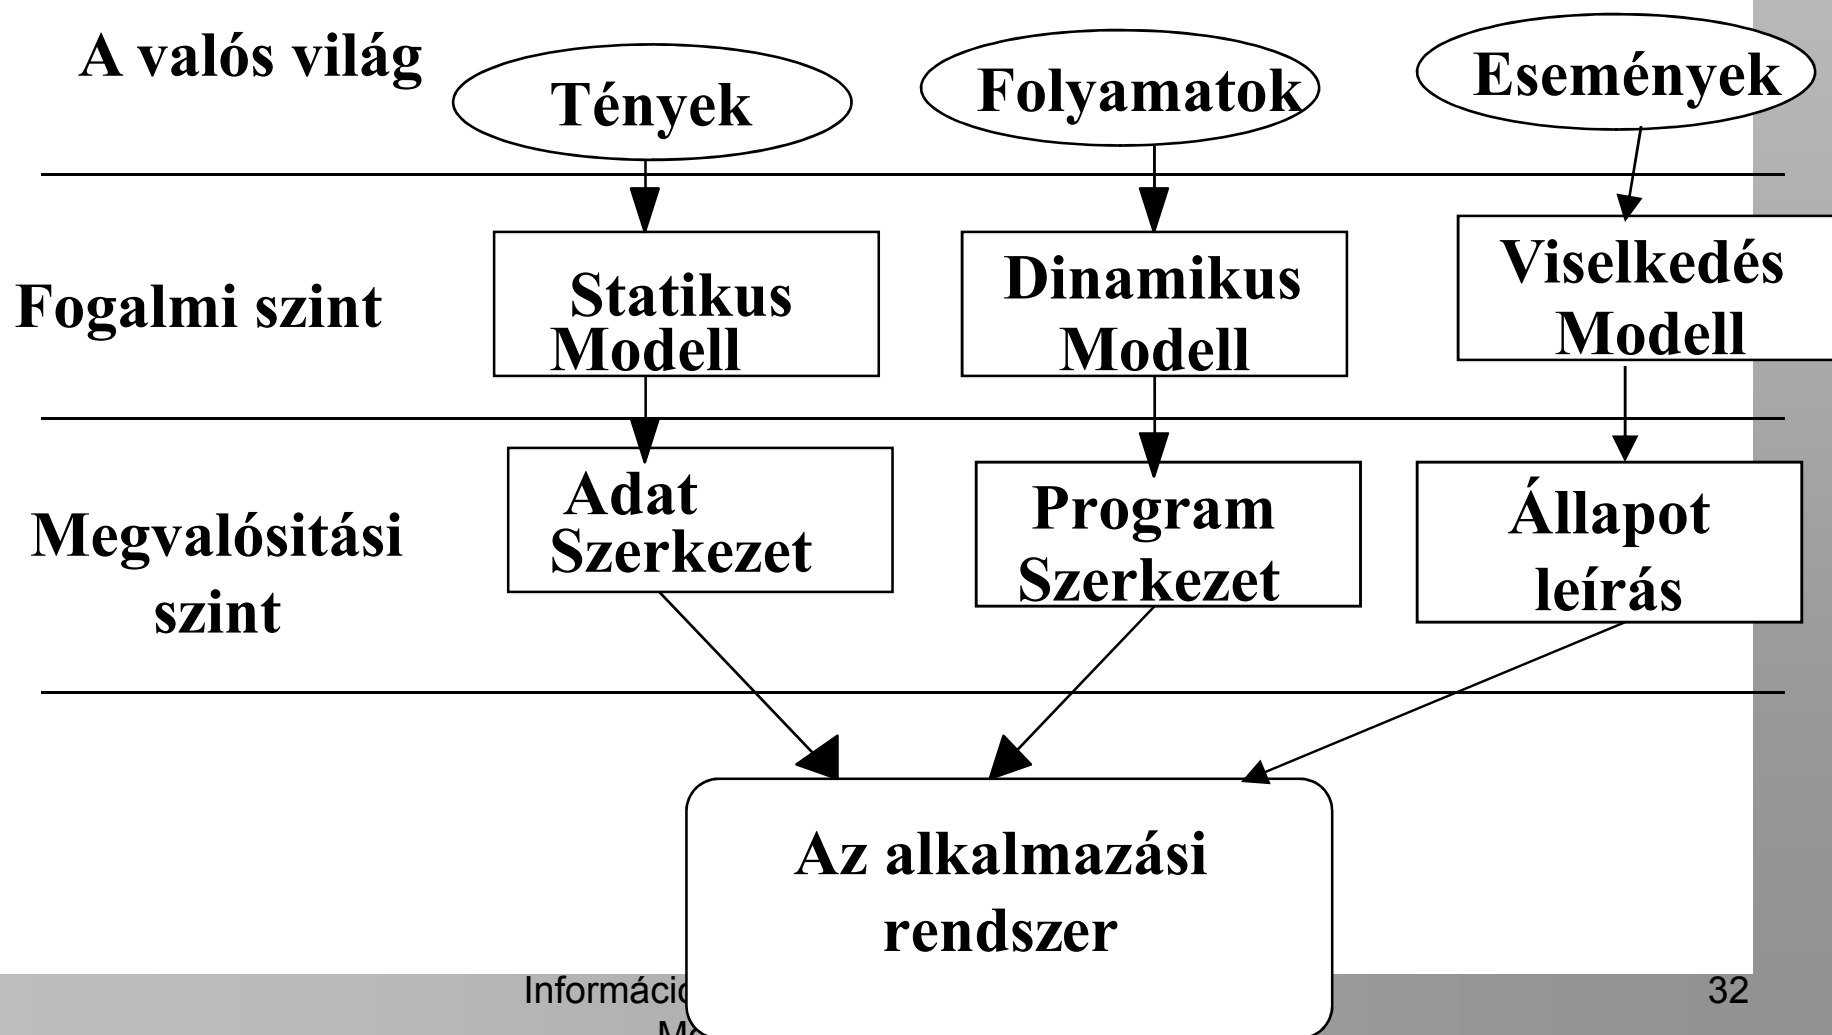 A valós világ
Tények
Folyamatok
Események
Fogalmi szint
Statikus
Modell
Dinamikus
Modell
Viselkedés
Modell
Megvalósitási
szint
Adat
Szerkezet
Program
Szerkezet
Állapot
leírás
Az alkalmazási
rendszer
32